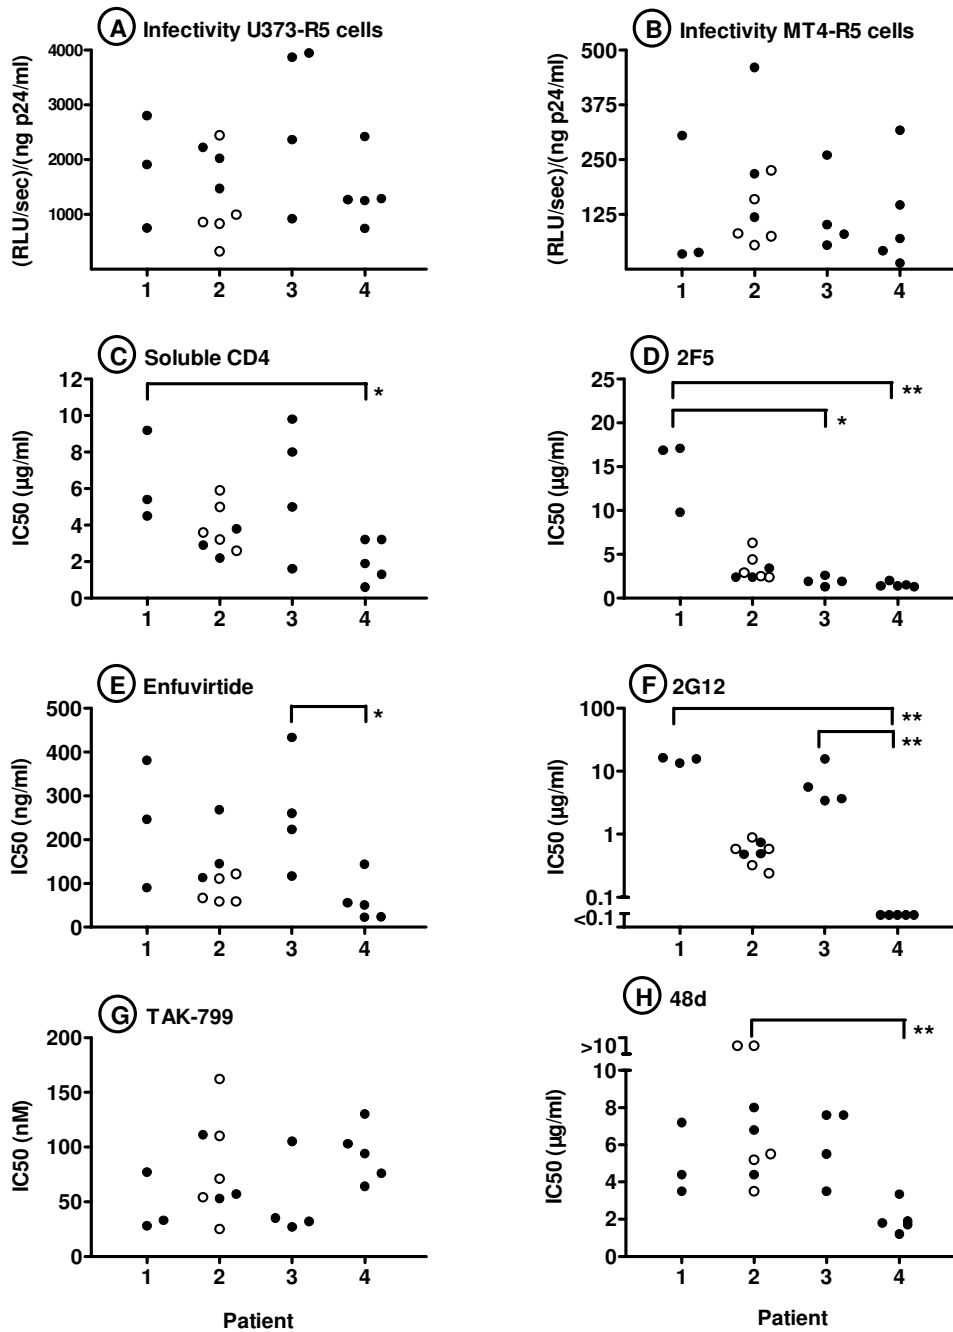 A Infectivity U373-R5 cells
(RLU/sec)/(ng p24/ml)
4000
3000
2000
1000
1 2 3 4
B Infectivity MT4-R5 cells
(RLU/sec)/(ng p24/ml)
500
375
250
125
1 2 3 4
C Soluble CD4
IC50 (µg/ml)
12
10
8
6
4
2
0
*
1 2 3 4
D 2F5
IC50 (µg/ml)
25
20
15
10
5
0
**
*
1 2 3 4
E Enfuvirtide
IC50 (ng/ml)
500
400
300
200
100
0
*
1 2 3 4
F 2G12
IC50 (µg/ml)
100
10
1
0.1
<0.1
**
**
1 2 3 4
G TAK-799
IC50 (nM)
200
150
100
50
0
1 2 3 4
Patient
H 48d
IC50 (µg/ml)
>10
10
8
6
4
2
0
**
1 2 3 4
Patient